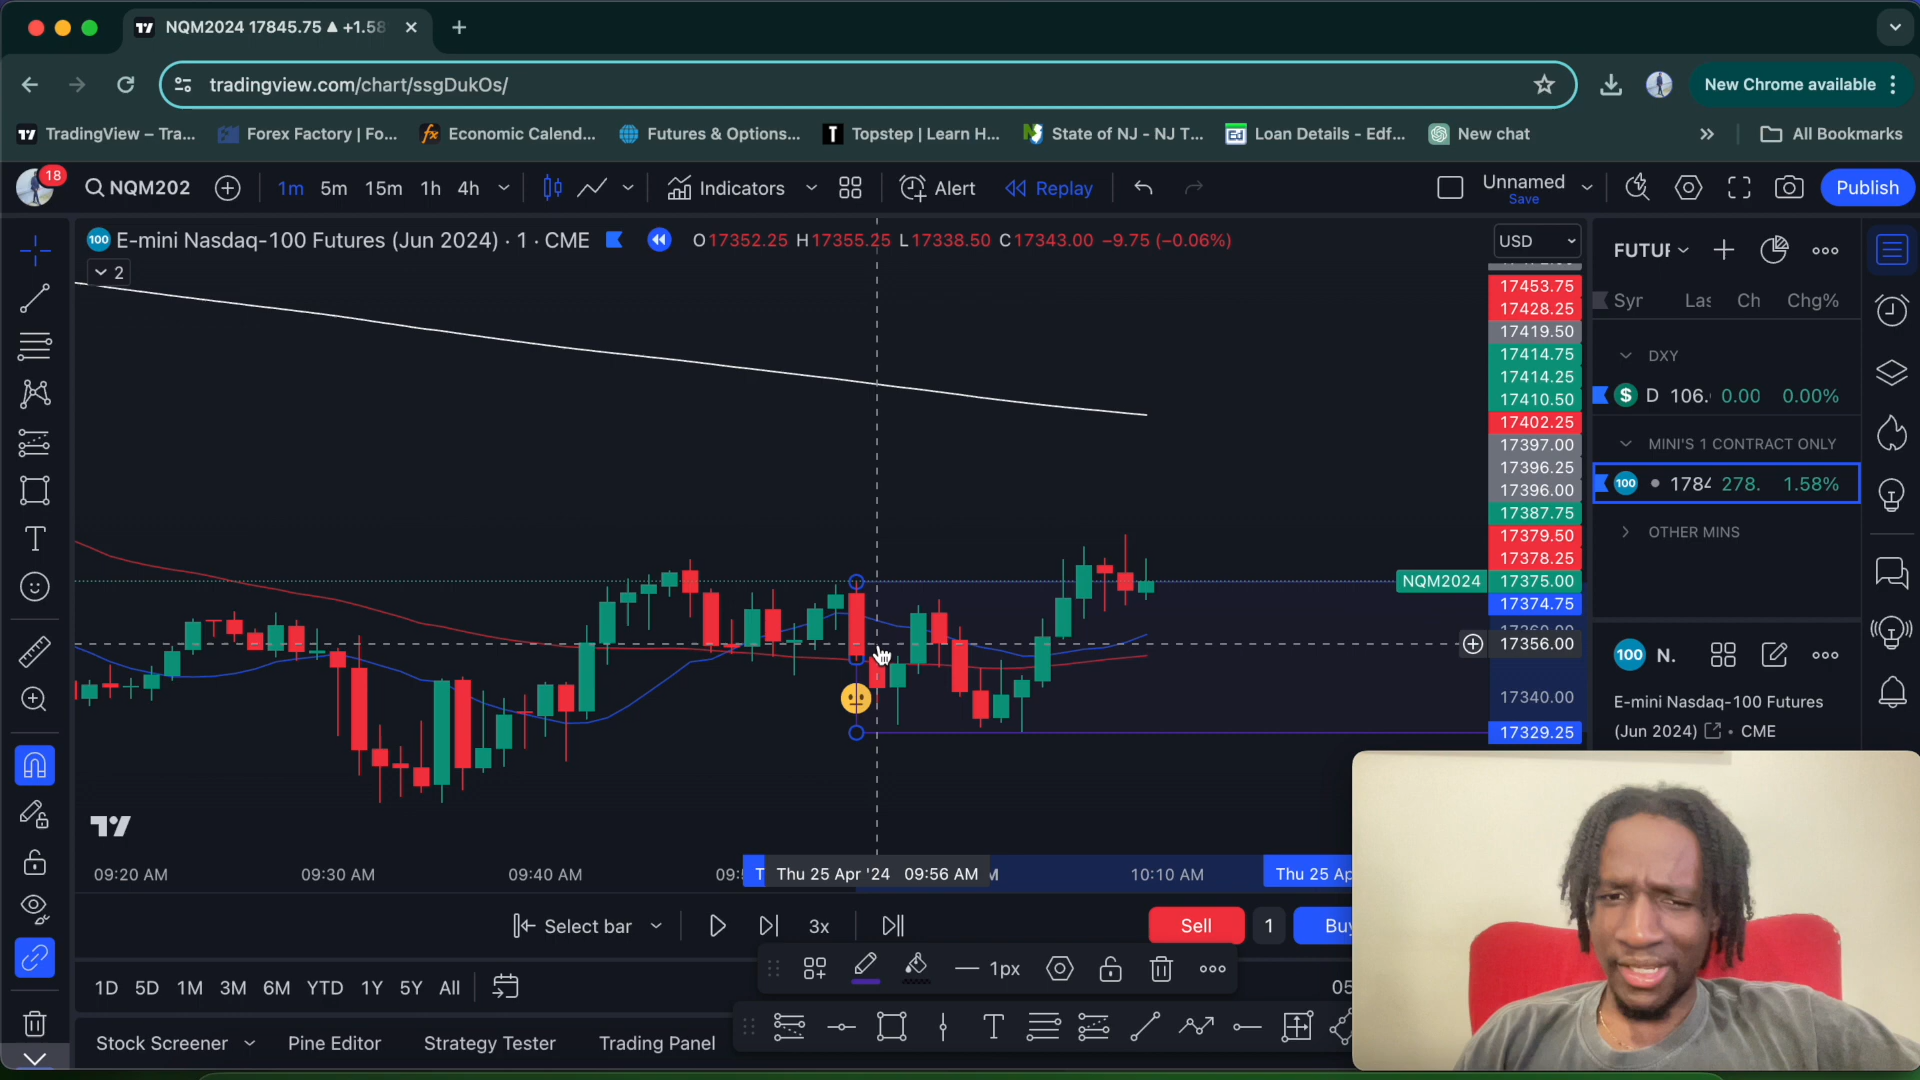 NQM2024 17845.75 ▲ +1.58
tradingview.com/chart/ssgDukOs/
New Chrome available
TradingView – Tra...
Forex Factory | Fo...
Economic Calend...
Futures & Options...
Topstep | Learn H...
State of NJ - NJ T...
Loan Details - Edf...
New chat
All Bookmarks
18
NQM202
1m 5m 15m 1h 4h
Indicators
Alert
Replay
Unnamed
Save
Publish
100 E-mini Nasdaq-100 Futures (Jun 2024) · 1 · CME
O17352.25 H17355.25 L17338.50 C17343.00 −9.75 (−0.06%)
2
USD
17453.75
17428.25
17419.50
17414.75
17414.25
17410.50
17402.25
17397.00
17396.25
17396.00
17387.75
17379.50
17378.25
NQM2024 17375.00
17374.75
17356.00
17340.00
17329.25
FUTUR
Syr Las Ch Chg%
DXY
$ D 106. 0.00 0.00%
MINI'S 1 CONTRACT ONLY
100 1784 278. 1.58%
OTHER MINS
100 N.
E-mini Nasdaq-100 Futures
(Jun 2024) • CME
09:20 AM
09:30 AM
09:40 AM
Thu 25 Apr '24 09:56 AM
10:10 AM
Thu 25 Ap
Select bar
3x
Sell
1
Bu
1px
1D 5D 1M 3M 6M YTD 1Y 5Y All
05
Stock Screener
Pine Editor
Strategy Tester
Trading Panel